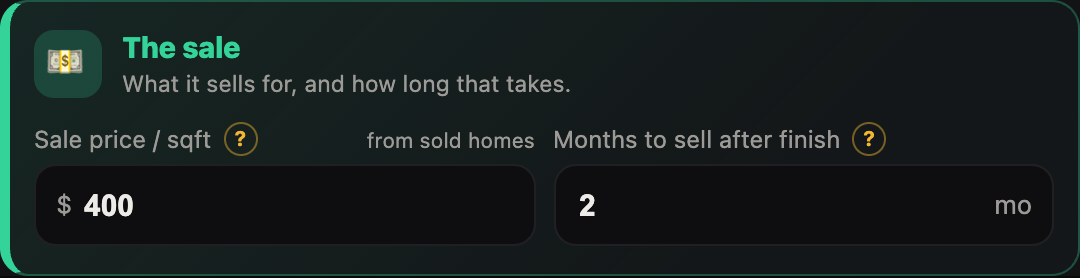 The sale
What it sells for, and how long that takes.
Sale price / sqft ? from sold homes
Months to sell after finish ?
$ 400
2 mo